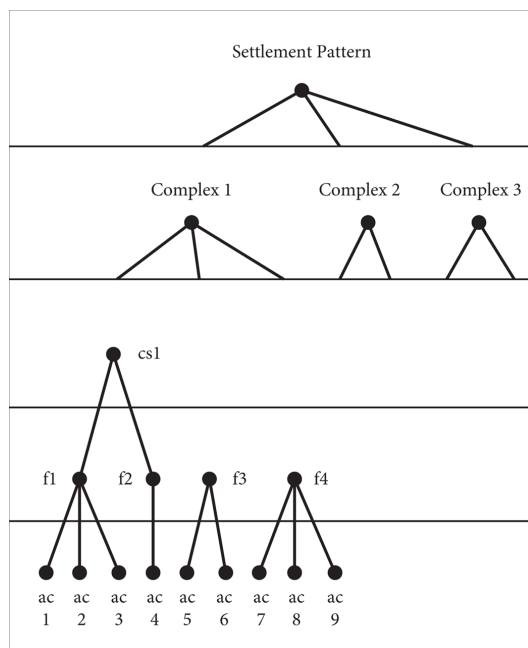 Settlement Pattern
Complex 1 Complex 2 Complex 3
cs1
f1 f2 f3 f4
ac ac ac ac ac ac ac ac ac
1 2 3 4 5 6 7 8 9